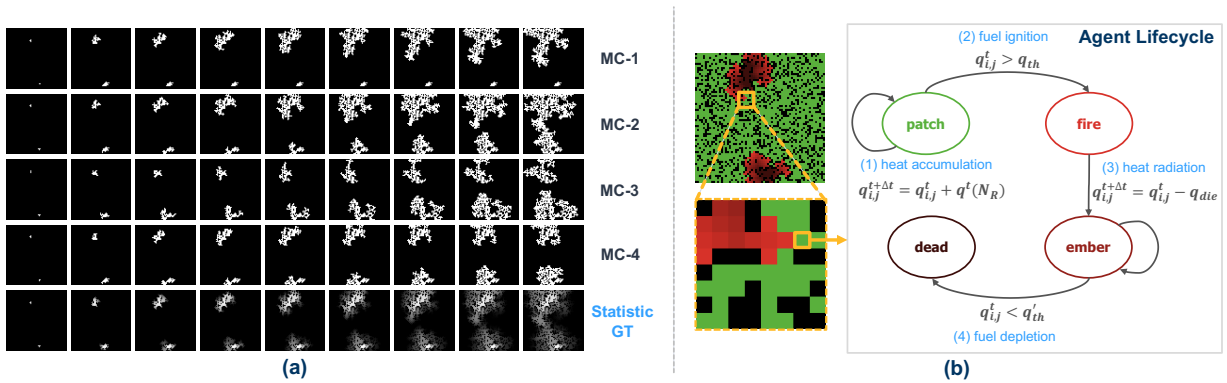 MC-1
MC-2
MC-3
MC-4
Statistic
GT
(a)
Agent Lifecycle
(2) fuel ignition
q^t_{i,j} > q_{th}
patch
fire
(1) heat accumulation
(3) heat radiation
q^{t+Δt}_{i,j} = q^t_{i,j} + q^t(N_R)
q^{t+Δt}_{i,j} = q^t_{i,j} − q_{die}
dead
ember
q^t_{i,j} < q'_{th}
(4) fuel depletion
(b)